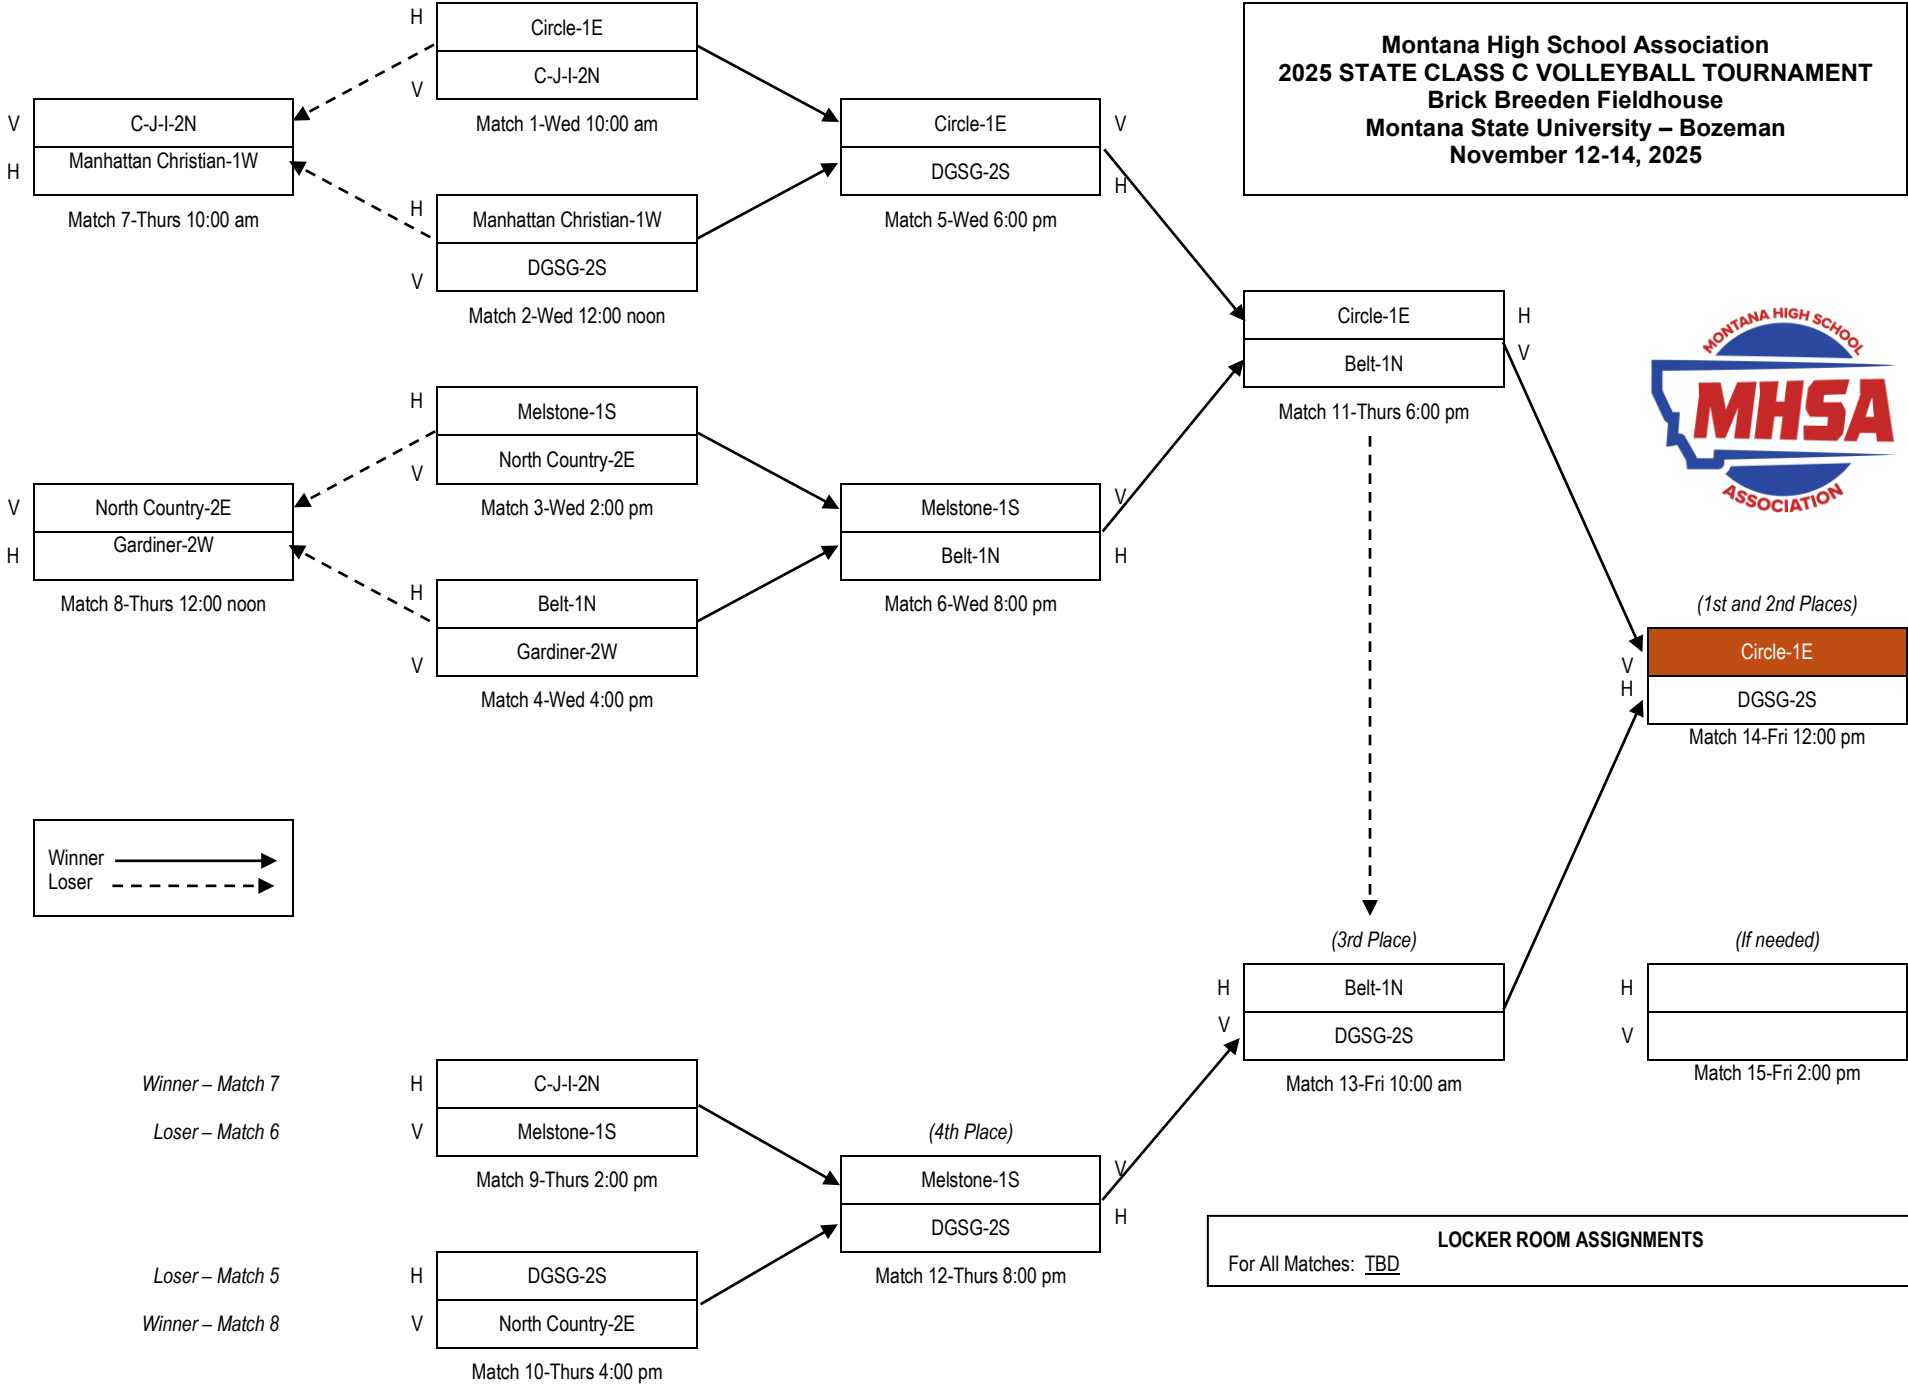 Montana High School Association
2025 STATE CLASS C VOLLEYBALL TOURNAMENT
Brick Breeden Fieldhouse
Montana State University – Bozeman
November 12-14, 2025
H
Circle-1E
C-J-I-2N
V
Match 1-Wed 10:00 am
V
C-J-I-2N
Manhattan Christian-1W
H
Match 7-Thurs 10:00 am
Circle-1E
V
DGSG-2S
H
Match 5-Wed 6:00 pm
H
Manhattan Christian-1W
DGSG-2S
V
Match 2-Wed 12:00 noon
Circle-1E
H
Belt-1N
V
Match 11-Thurs 6:00 pm
MONTANA HIGH SCHOOL
MHSA
ASSOCIATION
H
Melstone-1S
North Country-2E
V
Match 3-Wed 2:00 pm
V
North Country-2E
Gardiner-2W
H
Match 8-Thurs 12:00 noon
Melstone-1S
V
Belt-1N
H
Match 6-Wed 8:00 pm
H
Belt-1N
Gardiner-2W
V
Match 4-Wed 4:00 pm
(1st and 2nd Places)
Circle-1E
V
H
DGSG-2S
Match 14-Fri 12:00 pm
Winner
Loser
(3rd Place)
H
Belt-1N
V
DGSG-2S
Match 13-Fri 10:00 am
(If needed)
H
V
Match 15-Fri 2:00 pm
Winner – Match 7
H
C-J-I-2N
Loser – Match 6
V
Melstone-1S
Match 9-Thurs 2:00 pm
(4th Place)
Melstone-1S
V
DGSG-2S
H
Match 12-Thurs 8:00 pm
Loser – Match 5
H
DGSG-2S
Winner – Match 8
V
North Country-2E
Match 10-Thurs 4:00 pm
LOCKER ROOM ASSIGNMENTS
For All Matches: TBD